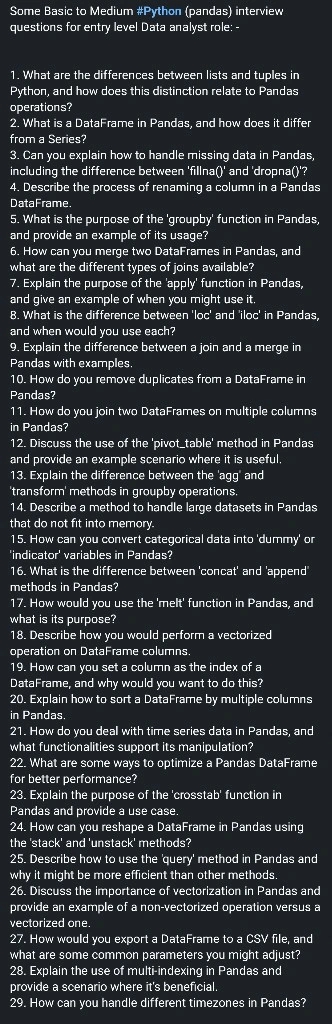 Some Basic to Medium #Python (pandas) interview
questions for entry level Data analyst role: -
1. What are the differences between lists and tuples in
Python, and how does this distinction relate to Pandas
operations?
2. What is a DataFrame in Pandas, and how does it differ
from a Series?
3. Can you explain how to handle missing data in Pandas,
including the difference between 'fillna()' and 'dropna()'?
4. Describe the process of renaming a column in a Pandas
DataFrame.
5. What is the purpose of the 'groupby' function in Pandas,
and provide an example of its usage?
6. How can you merge two DataFrames in Pandas, and
what are the different types of joins available?
7. Explain the purpose of the 'apply' function in Pandas,
and give an example of when you might use it.
8. What is the difference between 'loc' and 'iloc' in Pandas,
and when would you use each?
9. Explain the difference between a join and a merge in
Pandas with examples.
10. How do you remove duplicates from a DataFrame in
Pandas?
11. How do you join two DataFrames on multiple columns
in Pandas?
12. Discuss the use of the 'pivot_table' method in Pandas
and provide an example scenario where it is useful.
13. Explain the difference between the 'agg' and
'transform' methods in groupby operations.
14. Describe a method to handle large datasets in Pandas
that do not fit into memory.
15. How can you convert categorical data into 'dummy' or
'indicator' variables in Pandas?
16. What is the difference between 'concat' and 'append'
methods in Pandas?
17. How would you use the 'melt' function in Pandas, and
what is its purpose?
18. Describe how you would perform a vectorized
operation on DataFrame columns.
19. How can you set a column as the index of a
DataFrame, and why would you want to do this?
20. Explain how to sort a DataFrame by multiple columns
in Pandas.
21. How do you deal with time series data in Pandas, and
what functionalities support its manipulation?
22. What are some ways to optimize a Pandas DataFrame
for better performance?
23. Explain the purpose of the 'crosstab' function in
Pandas and provide a use case.
24. How can you reshape a DataFrame in Pandas using
the 'stack' and 'unstack' methods?
25. Describe how to use the 'query' method in Pandas and
why it might be more efficient than other methods.
26. Discuss the importance of vectorization in Pandas and
provide an example of a non-vectorized operation versus a
vectorized one.
27. How would you export a DataFrame to a CSV file, and
what are some common parameters you might adjust?
28. Explain the use of multi-indexing in Pandas and
provide a scenario where it's beneficial.
29. How can you handle different timezones in Pandas?